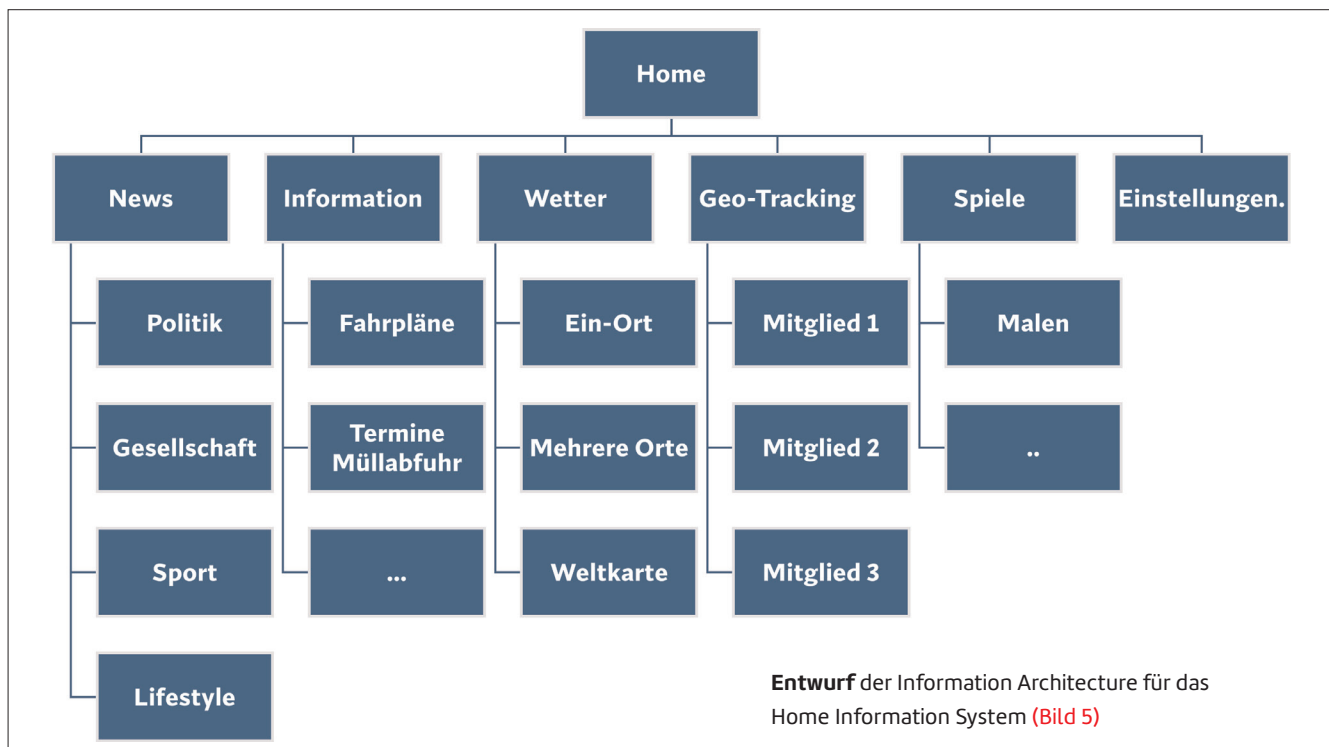 Home
News
Information
Wetter
Geo-Tracking
Spiele
Einstellungen.
Politik
Fahrpläne
Ein-Ort
Mitglied 1
Malen
Gesellschaft
Termine
Müllabfuhr
Mehrere Orte
Mitglied 2
..
Sport
...
Weltkarte
Mitglied 3
Lifestyle
Entwurf der Information Architecture für das
Home Information System (Bild 5)